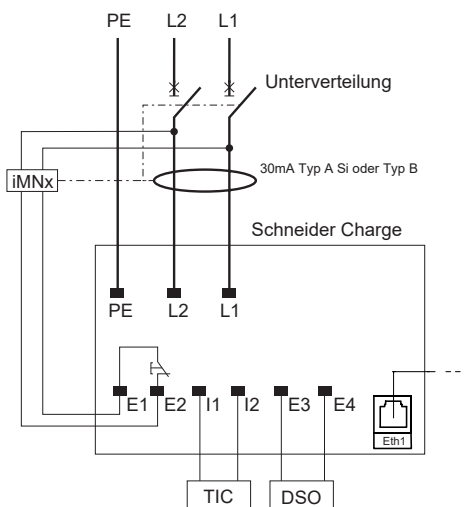 PE L2 L1
Unterverteilung
30mA Typ A Si oder Typ B
iMNx
Schneider Charge
PE L2 L1
E1 E2 I1 I2 E3 E4
Eth1
TIC DSO